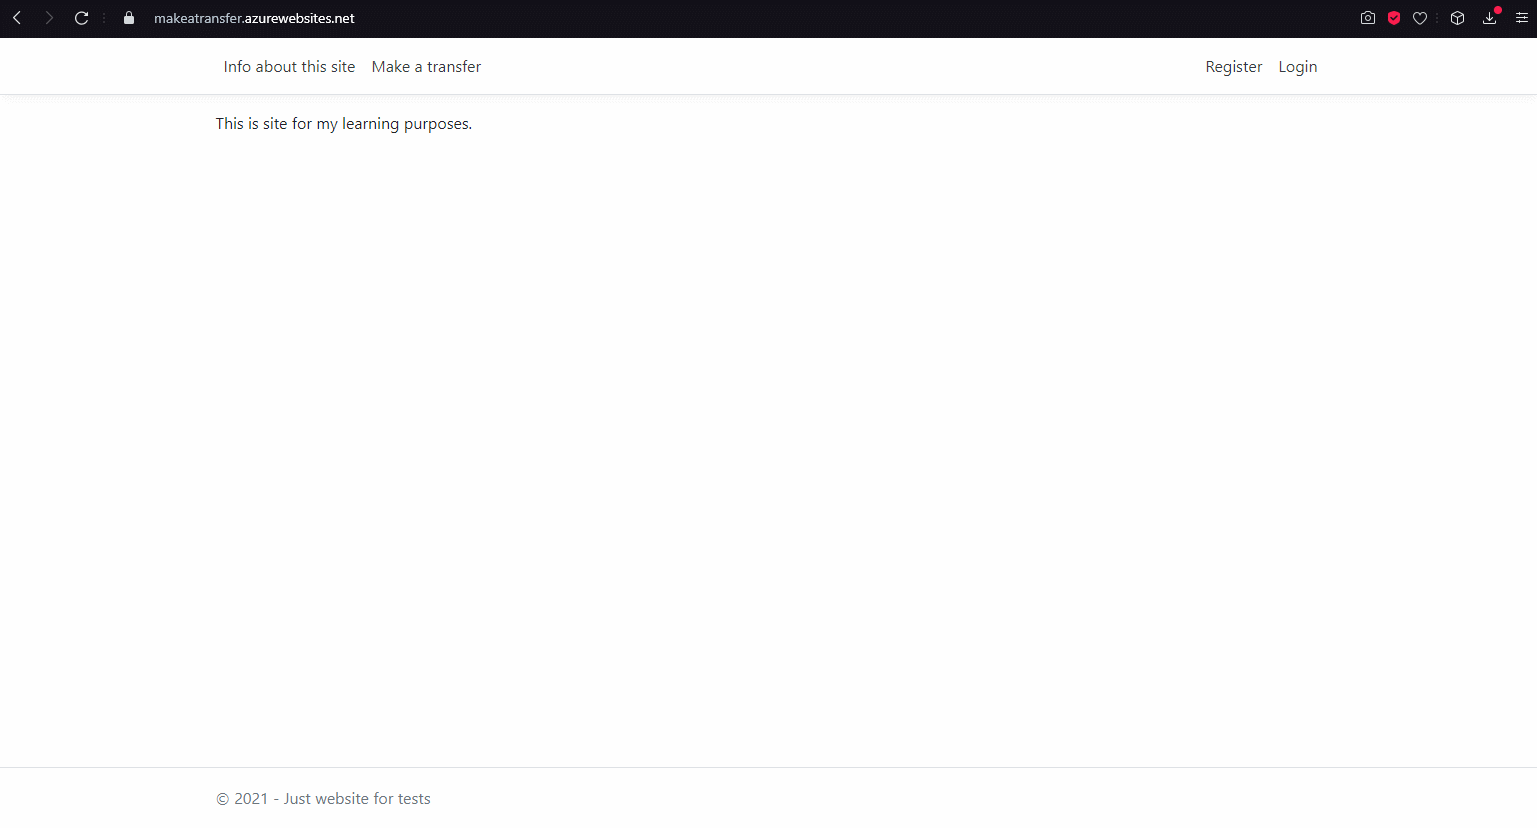 makeatransfer.azurewebsites.net
Info about this site Make a transfer Register Login
This is site for my learning purposes.
© 2021 - Just website for tests